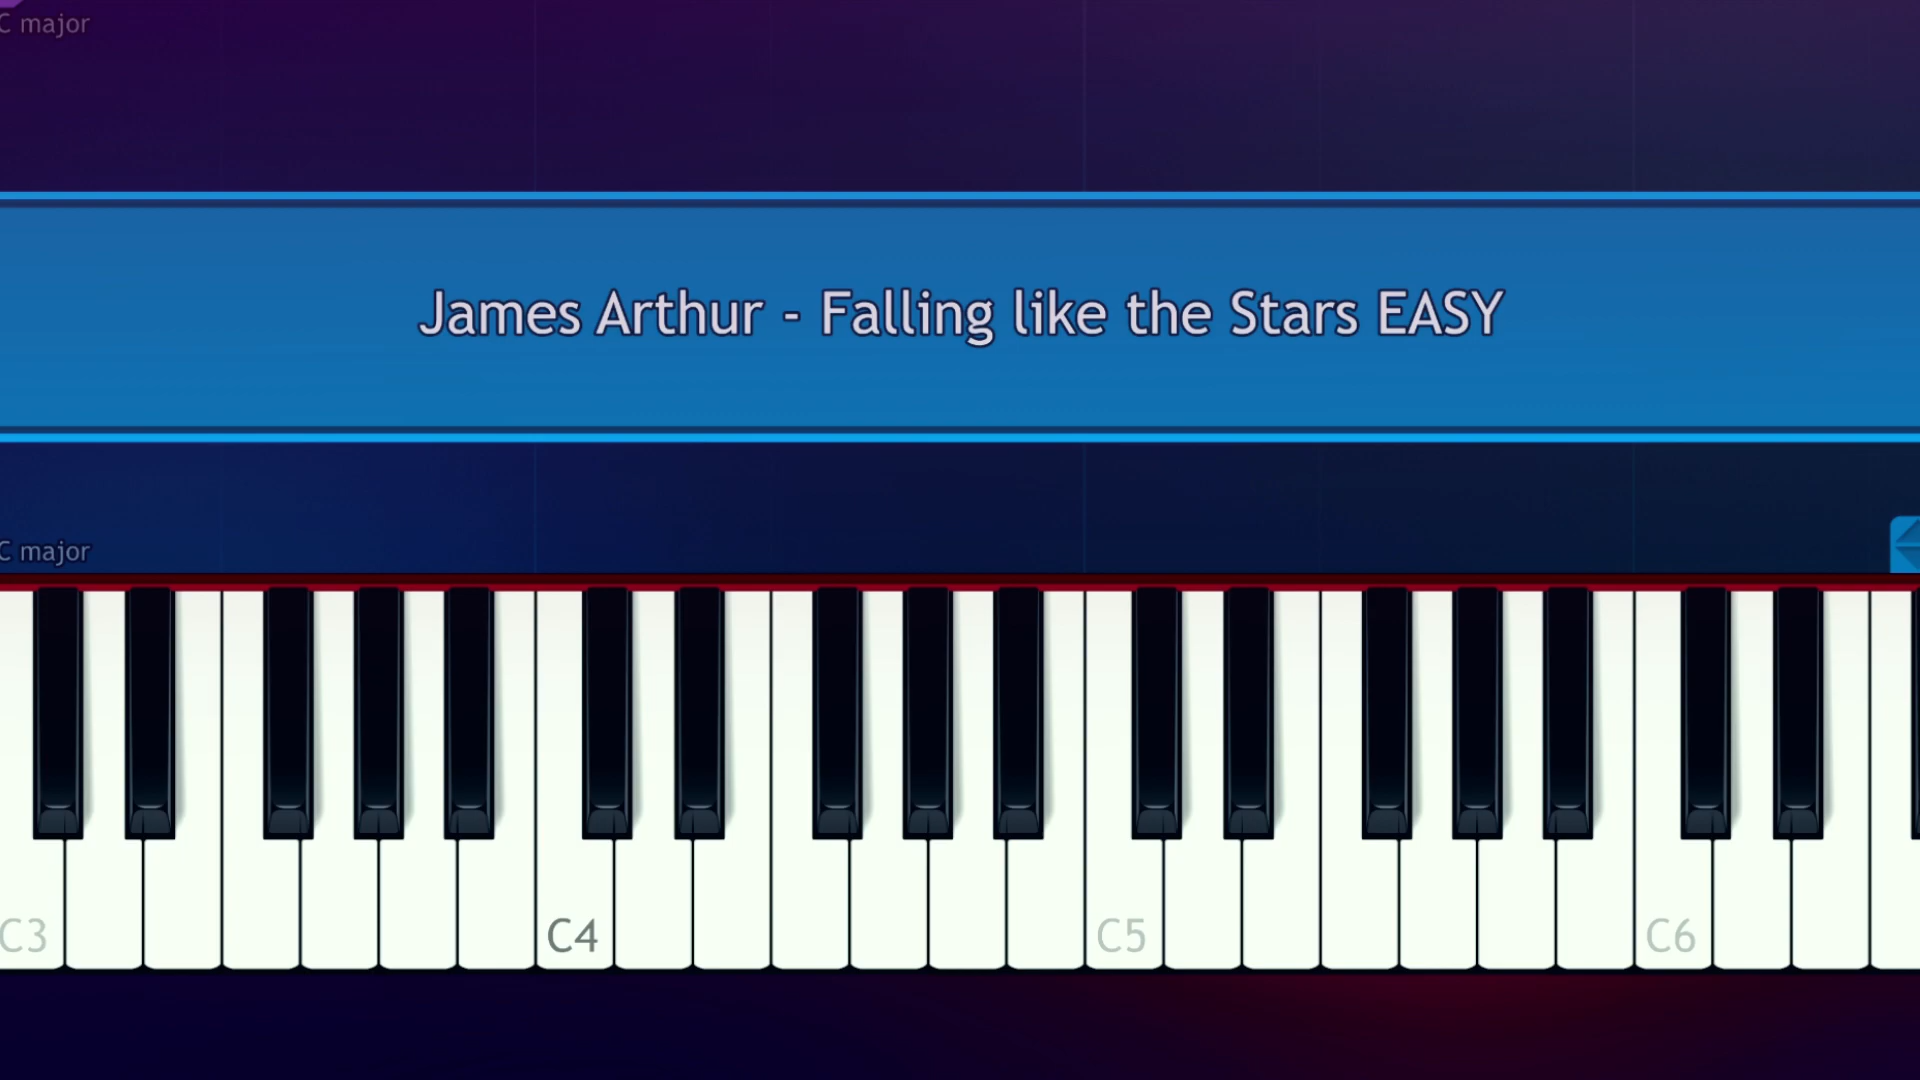 C major
James Arthur - Falling like the Stars EASY
C major
C3 C4 C5 C6